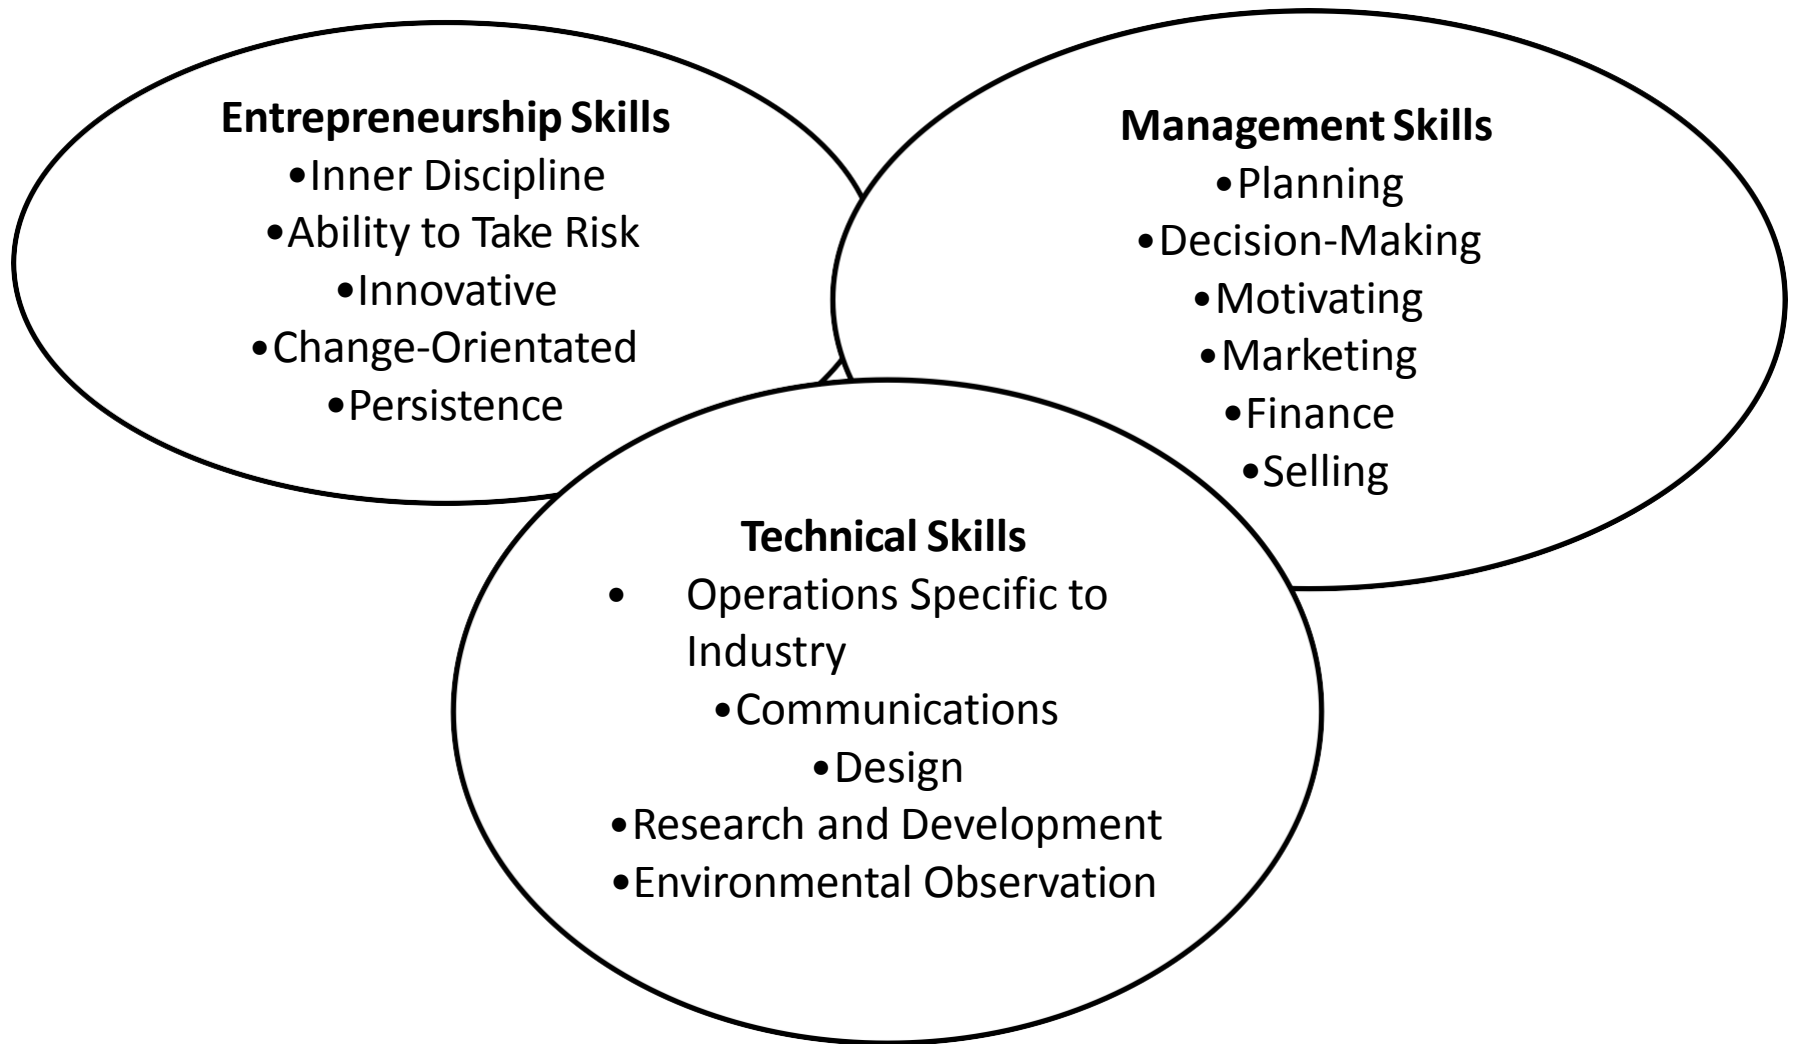 Entrepreneurship Skills
•Inner Discipline
•Ability to Take Risk
•Innovative
•Change-Orientated
•Persistence
Management Skills
•Planning
•Decision-Making
•Motivating
•Marketing
•Finance
•Selling
Technical Skills
• Operations Specific to
Industry
•Communications
•Design
•Research and Development
•Environmental Observation